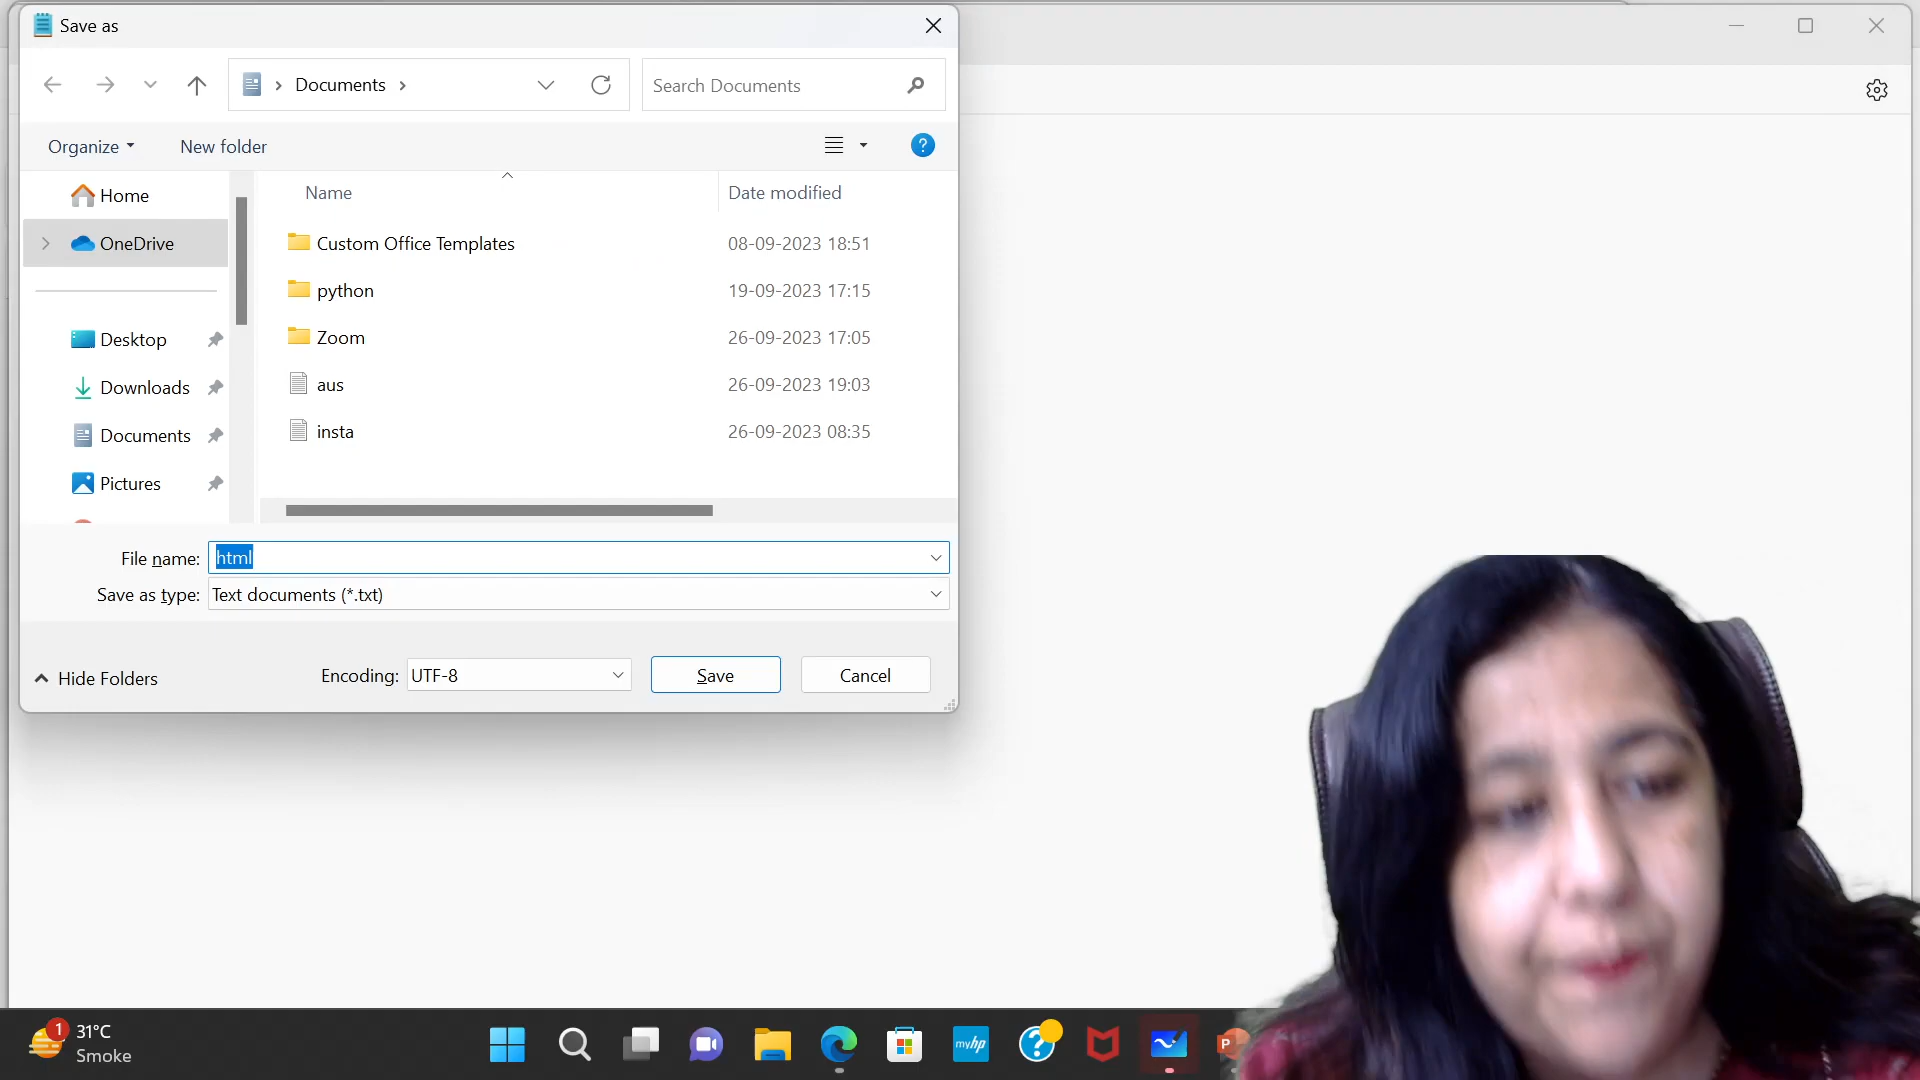 Save as
Documents
Search Documents
Organize
New folder
?
Name
Date modified
Home
OneDrive
Desktop
Downloads
Documents
Pictures
Custom Office Templates 08-09-2023 18:51
python 19-09-2023 17:15
Zoom 26-09-2023 17:05
aus 26-09-2023 19:03
insta 26-09-2023 08:35
File name: html
Save as type: Text documents (*.txt)
Hide Folders
Encoding: UTF-8
Save
Cancel
1
31°C
Smoke
myhp
?
P